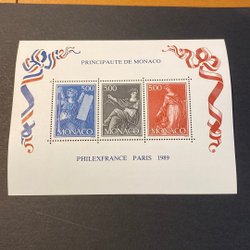 PRINCIPAUTE DE MONACO
5,00 5,00 5,00
MONACO MONACO MONACO
PHILEXFRANCE PARIS 1989